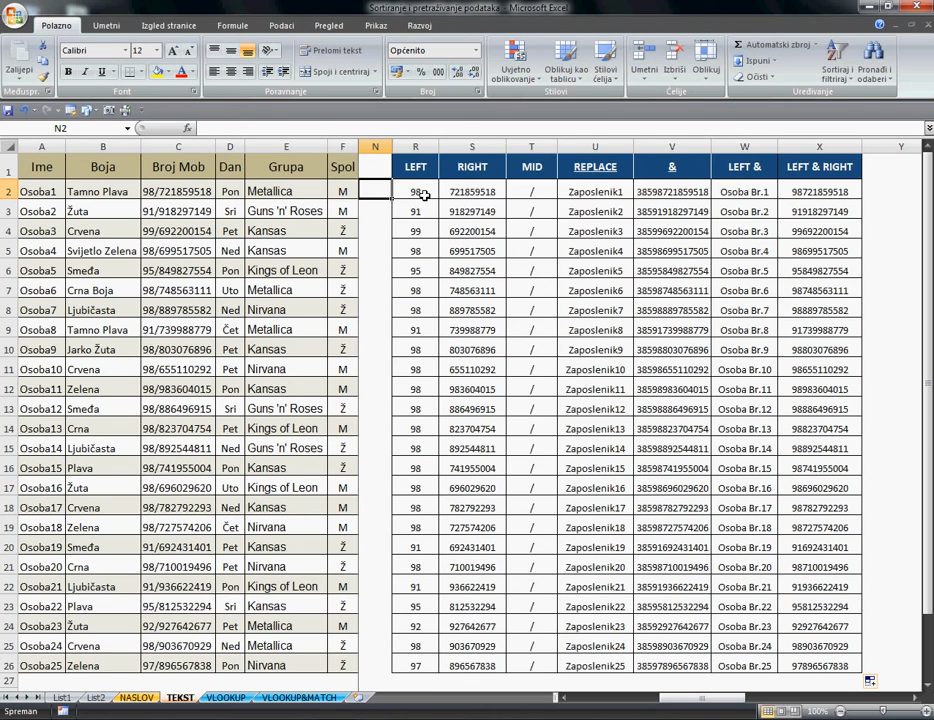 Sortiranje i pretraživanje podataka - Microsoft Excel
Polazno Umetni Izgled stranice Formule Podaci Pregled Prikaz Razvoj
Calibri 12 Prelomi tekst Općenito Automatski zbroj
Zalijepi B I U Spoji i centriraj % 000 Uvjetno oblikovanje Oblikuj kao tablicu Stilovi ćelija Umetni Izbriši Oblikuj Ispuni Očisti Sortiraj i filtriraj Pronađi i odaberi
Međuspr... Font Poravnanje Broj Stilovi Ćelije Uređivanje
N2 fx
A B C D E F N R S T U V W X Y
1 Ime Boja Broj Mob Dan Grupa Spol LEFT RIGHT MID REPLACE & LEFT & LEFT & RIGHT
2 Osoba1 Tamno Plava 98/721859518 Pon Metallica M 98 721859518 / Zaposlenik1 38598721859518 Osoba Br.1 98721859518
3 Osoba2 Žuta 91/918297149 Sri Guns 'n' Roses M 91 918297149 / Zaposlenik2 38591918297149 Osoba Br.2 91918297149
4 Osoba3 Crvena 99/692200154 Pet Kansas M 99 692200154 / Zaposlenik3 38599692200154 Osoba Br.3 99692200154
5 Osoba4 Svijetlo Zelena 98/699517505 Ned Kansas M 98 699517505 / Zaposlenik4 38598699517505 Osoba Br.4 98699517505
6 Osoba5 Smeđa 95/849827554 Pon Kings of Leon Ž 95 849827554 / Zaposlenik5 38595849827554 Osoba Br.5 95849827554
7 Osoba6 Crna Boja 98/748563111 Uto Metallica M 98 748563111 / Zaposlenik6 38598748563111 Osoba Br.6 98748563111
8 Osoba7 Ljubičasta 98/889785582 Ned Nirvana Ž 98 889785582 / Zaposlenik7 38598889785582 Osoba Br.7 98889785582
9 Osoba8 Tamno Plava 91/739988779 Čet Metallica M 91 739988779 / Zaposlenik8 38591739988779 Osoba Br.8 91739988779
10 Osoba9 Jarko Žuta 98/803076896 Pet Kansas Ž 98 803076896 / Zaposlenik9 38598803076896 Osoba Br.9 98803076896
11 Osoba10 Crvena 98/655110292 Pet Nirvana M 98 655110292 / Zaposlenik10 38598655110292 Osoba Br.10 98655110292
12 Osoba11 Zelena 98/983604015 Pon Metallica M 98 983604015 / Zaposlenik11 38598983604015 Osoba Br.11 98983604015
13 Osoba12 Smeđa 98/886496915 Sri Guns 'n' Roses Ž 98 886496915 / Zaposlenik12 38598886496915 Osoba Br.12 98886496915
14 Osoba13 Crna 98/823704754 Pet Kings of Leon M 98 823704754 / Zaposlenik13 38598823704754 Osoba Br.13 98823704754
15 Osoba14 Ljubičasta 98/892544811 Ned Guns 'n' Roses Ž 98 892544811 / Zaposlenik14 38598892544811 Osoba Br.14 98892544811
16 Osoba15 Plava 98/741955004 Pon Kansas Ž 98 741955004 / Zaposlenik15 38598741955004 Osoba Br.15 98741955004
17 Osoba16 Žuta 98/696029620 Uto Kansas M 98 696029620 / Zaposlenik16 38598696029620 Osoba Br.16 98696029620
18 Osoba17 Crvena 98/782792293 Ned Kings of Leon M 98 782792293 / Zaposlenik17 38598782792293 Osoba Br.17 98782792293
19 Osoba18 Zelena 98/727574206 Čet Nirvana M 98 727574206 / Zaposlenik18 38598727574206 Osoba Br.18 98727574206
20 Osoba19 Smeđa 91/692431401 Pet Kansas Ž 91 692431401 / Zaposlenik19 38591692431401 Osoba Br.19 91692431401
21 Osoba20 Crna 98/710019496 Pet Nirvana Ž 98 710019496 / Zaposlenik20 38598710019496 Osoba Br.20 98710019496
22 Osoba21 Ljubičasta 91/936622419 Pon Kings of Leon M 91 936622419 / Zaposlenik21 38591936622419 Osoba Br.21 91936622419
23 Osoba22 Plava 95/812532294 Sri Kansas Ž 95 812532294 / Zaposlenik22 38595812532294 Osoba Br.22 95812532294
24 Osoba23 Žuta 92/927642677 Pet Metallica M 92 927642677 / Zaposlenik23 38592927642677 Osoba Br.23 92927642677
25 Osoba24 Crvena 98/903670929 Ned Metallica M 98 903670929 / Zaposlenik24 38598903670929 Osoba Br.24 98903670929
26 Osoba25 Zelena 97/896567838 Pon Nirvana Ž 97 896567838 / Zaposlenik25 38597896567838 Osoba Br.25 97896567838
27
List1 List2 NASLOV TEKST VLOOKUP VLOOKUP&MATCH
Spreman 100%